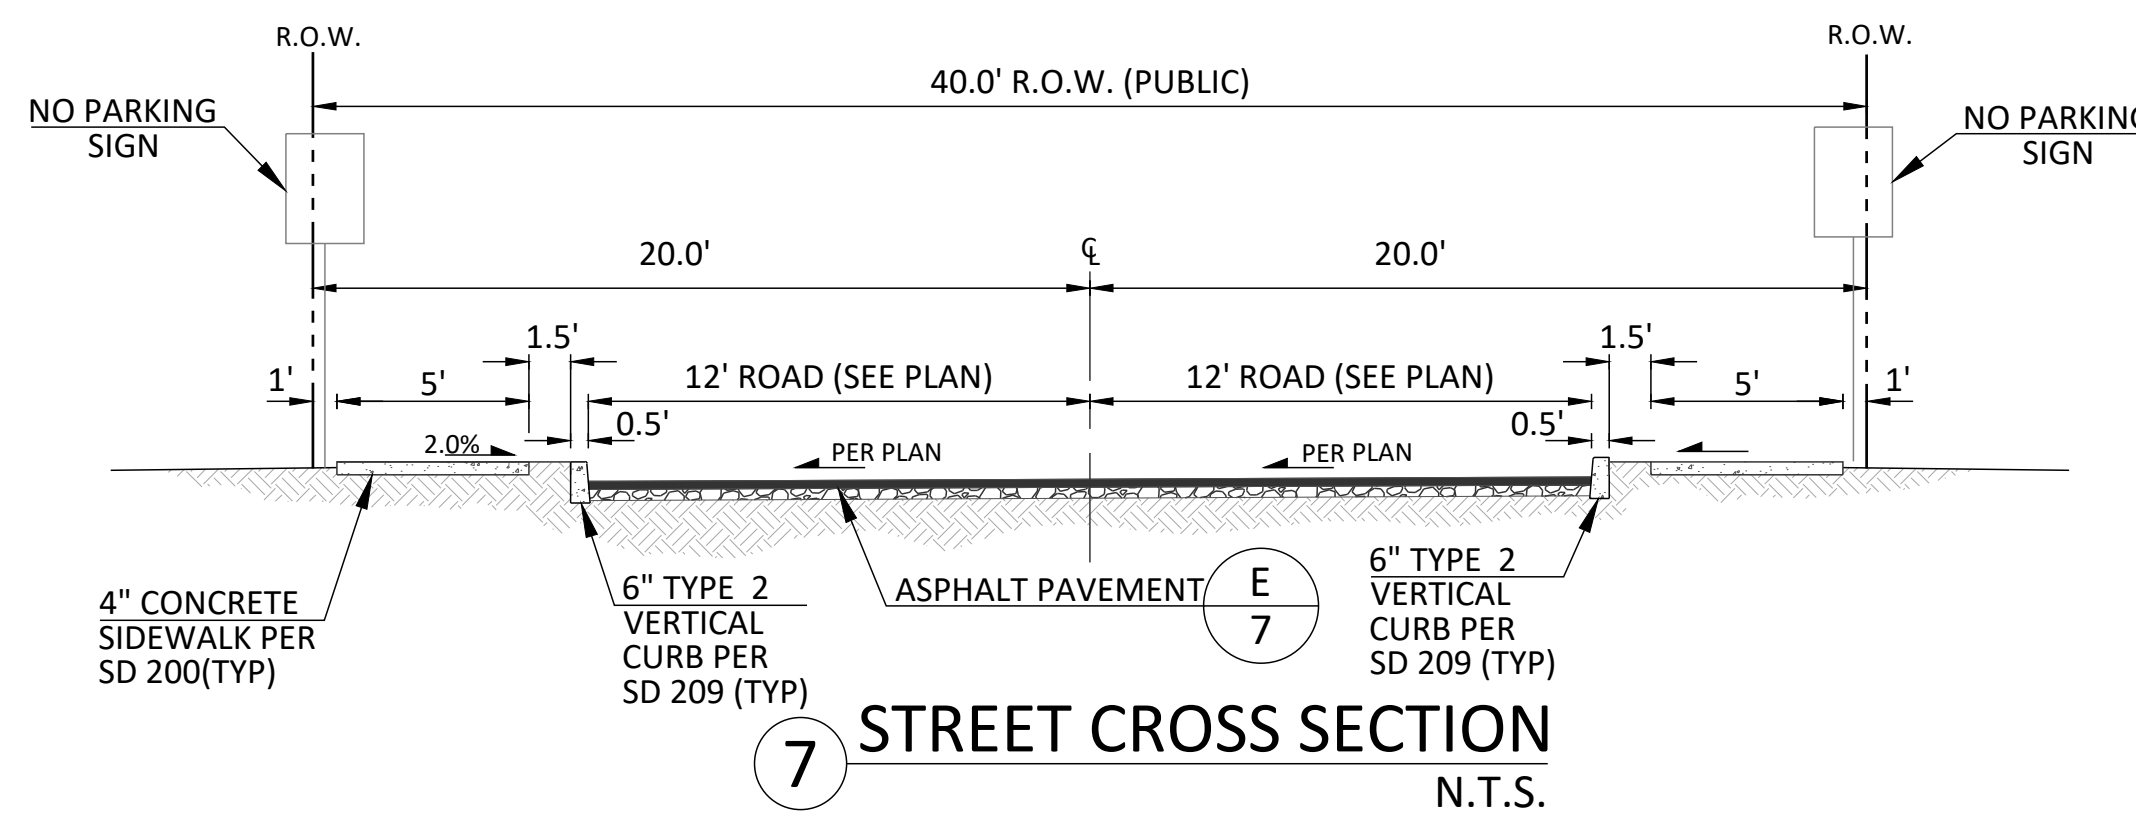 R.O.W.
R.O.W.
40.0' R.O.W. (PUBLIC)
NO PARKING
SIGN
NO PARKING
SIGN
20.0'
℄
20.0'
1.5'
1.5'
1'
5'
12' ROAD (SEE PLAN)
12' ROAD (SEE PLAN)
5'
1'
0.5'
0.5'
2.0%
PER PLAN
PER PLAN
4" CONCRETE
SIDEWALK PER
SD 200(TYP)
6" TYPE 2
VERTICAL
CURB PER
SD 209 (TYP)
ASPHALT PAVEMENT
E
7
6" TYPE 2
VERTICAL
CURB PER
SD 209 (TYP)
7
STREET CROSS SECTION
N.T.S.